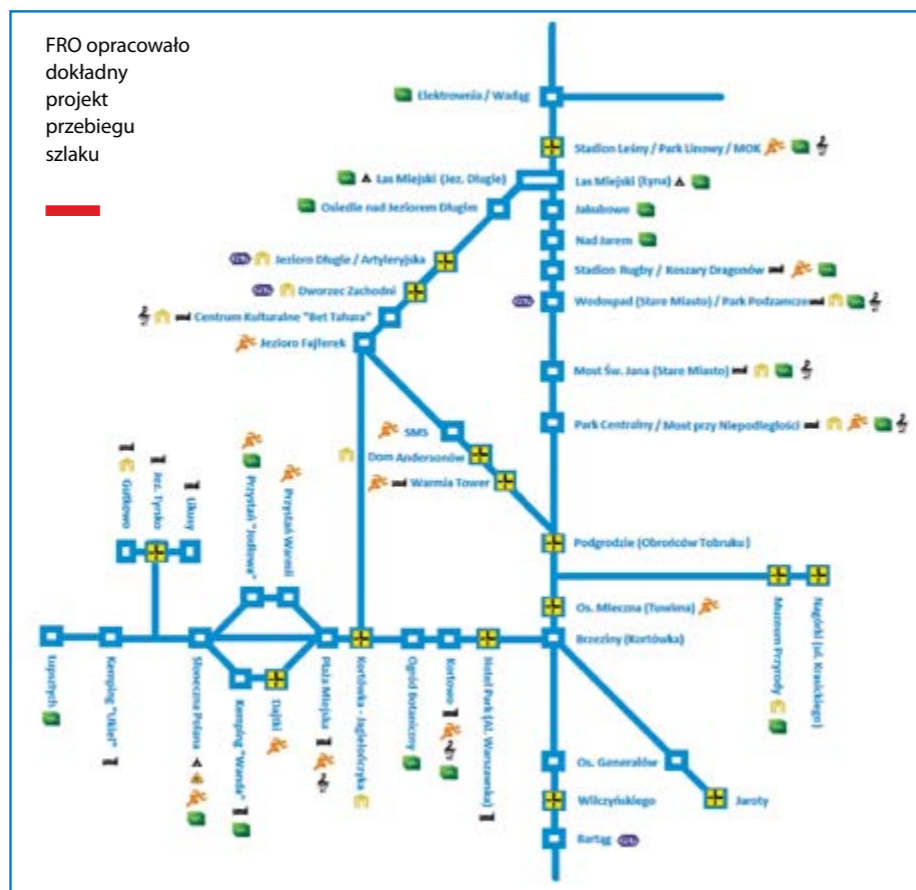 FRO opracowało
dokładny
projekt
przebiegu
szlaku
Elektrownia / Wadąg
Stadion Leśny / Park Linowy / MOK
Las Miejski (Jez. Długie)
Las Miejski (Łyna)
Osiedle nad Jeziorem Długim
Jakubowo
Nad Jarem
Jezioro Długie / Artyleryjska
Stadion Rugby / Koszary Dragonów
Dworzec Zachodni
Wodospad (Stare Miasto) / Park Podzamcze
Centrum Kulturalne "Bet Tahara"
Jezioro Fajferek
Most Św. Jana (Stare Miasto)
Park Centralny / Most przy Niepodległości
SMS
Dom Andersonów
Warmia Tower
Gutkowo
Jez. Tyrsko
Likusy
Przystań "Jodłowa"
Przystań Warmii
Podgrodzie (Obrońców Tobruku)
Os. Mleczna (Tuwima)
Muzeum Przyrody
Nagórki (ul. Krasickiego)
Brzeziny (Kortówka)
Łupsztych
Kemping "Ukiel"
Słoneczna Polana
Kemping "Wanda"
Dajtki
Plaża Miejska
Kortówka - Jagiellończyka
Ogród Botaniczny
Kortowo
Hotel Park (Al. Warszawska)
Os. Generałów
Wilczyńskiego
Jaroty
Bartąg